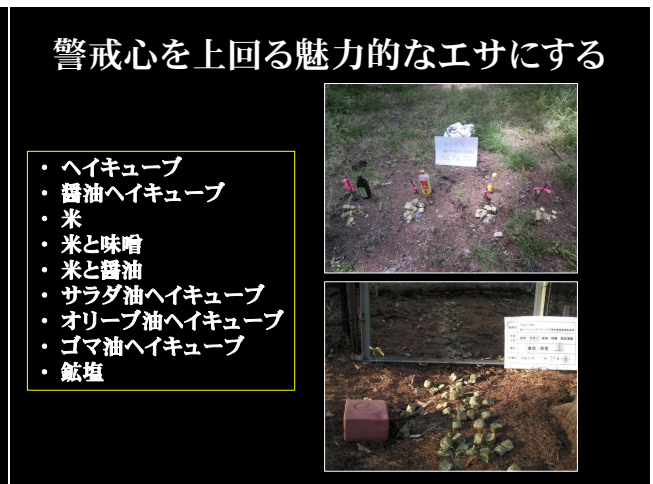 警戒心を上回る魅力的なエサにする
・ ヘイキューブ
・ 醤油ヘイキューブ
・ 米
・ 米と味噌
・ 米と醤油
・ サラダ油ヘイキューブ
・ オリーブ油ヘイキューブ
・ ゴマ油ヘイキューブ
・ 鉱塩